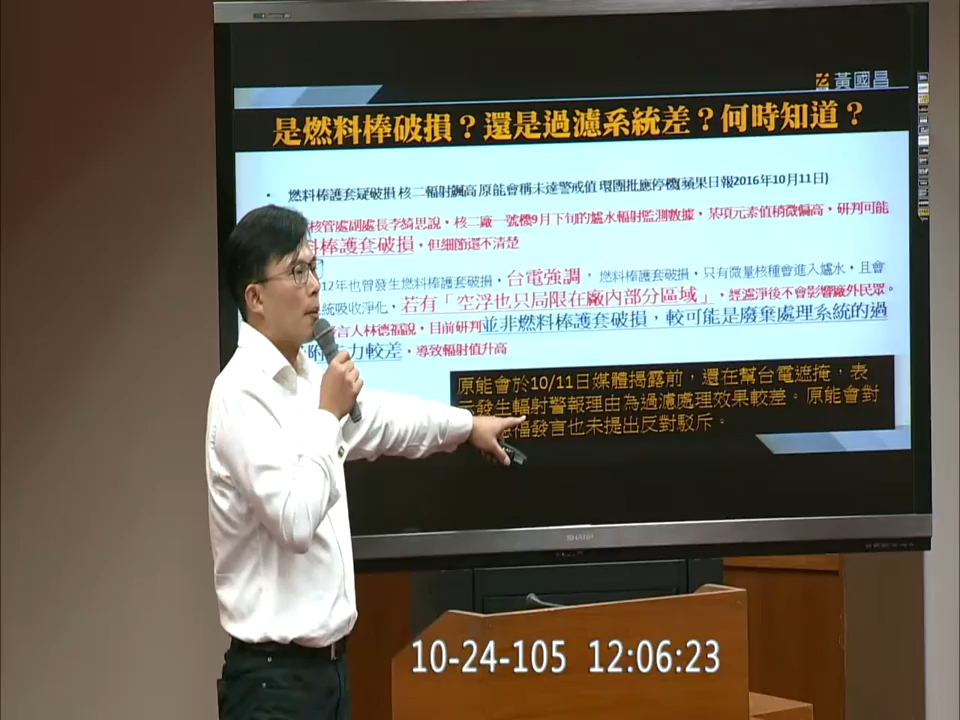 黃國昌
是燃料棒破損？還是過濾系統差？何時知道？
• 燃料棒護套疑破損 核二輻射飆高 原能會稱未達警戒值 環團批應停機(蘋果日報2016年10月11日)
核管處副處長李綺思說，核二廠一號機9月下旬的爐水輻射監測數據，某項元素值稍微偏高，研判可能
料棒護套破損，但細節還不清楚
12年也曾發生燃料棒護套破損，台電強調，燃料棒護套破損，只有微量核種會進入爐水，且會
統吸收淨化，若有「空浮也只局限在廠內部分區域」，經濾淨後不會影響廠外民眾。
言人林德福說，目前研判並非燃料棒護套破損，較可能是廢棄處理系統的過
附 力較差，導致輻射值升高
原能會於10/11日媒體揭露前，還在幫台電遮掩，表
示發生輻射警報理由為過濾處理效果較差。原能會對
德福發言也未提出反對駁斥。
SHARP
10-24-105 12:06:23